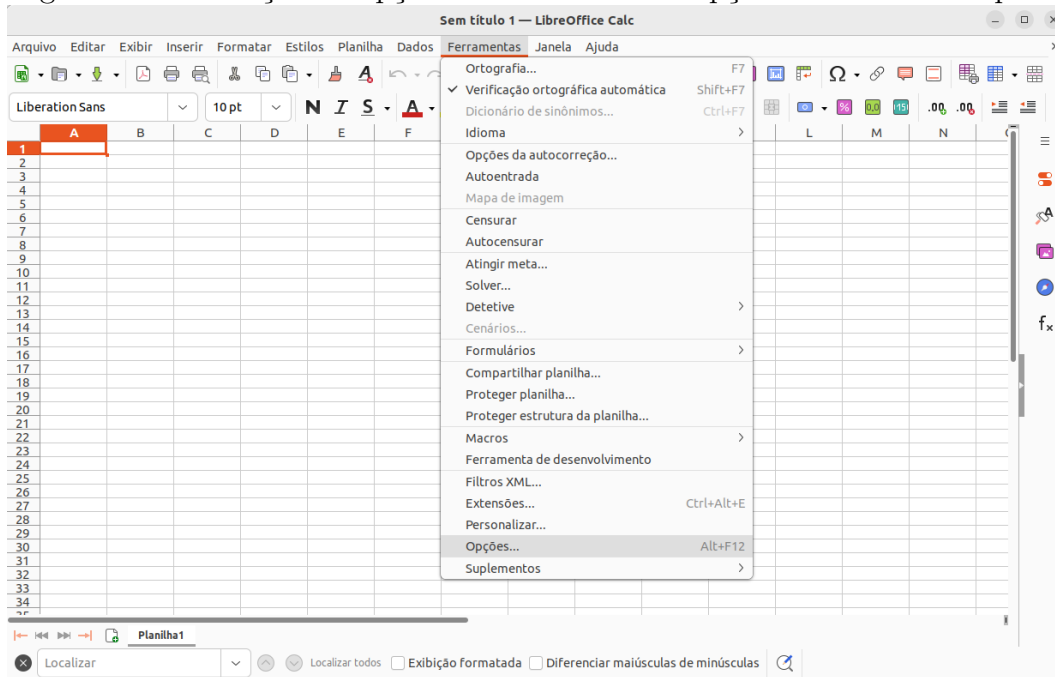 Sem título 1 — LibreOffice Calc
Arquivo Editar Exibir Inserir Formatar Estilos Planilha Dados Ferramentas Janela Ajuda
Liberation Sans 10 pt N I S A
Ortografia... F7
Verificação ortográfica automática Shift+F7
Dicionário de sinônimos... Ctrl+F7
Idioma
Opções da autocorreção...
Autoentrada
Mapa de imagem
Censurar
Autocensurar
Atingir meta...
Solver...
Detetive
Cenários...
Formulários
Compartilhar planilha...
Proteger planilha...
Proteger estrutura da planilha...
Macros
Ferramenta de desenvolvimento
Filtros XML...
Extensões... Ctrl+Alt+E
Personalizar...
Opções... Alt+F12
Suplementos
A B C D E F L M N
1
2
3
4
5
6
7
8
9
10
11
12
13
14
15
16
17
18
19
20
21
22
23
24
25
26
27
28
29
30
31
32
33
34
Planilha1
Localizar Localizar todos Exibição formatada Diferenciar maiúsculas de minúsculas